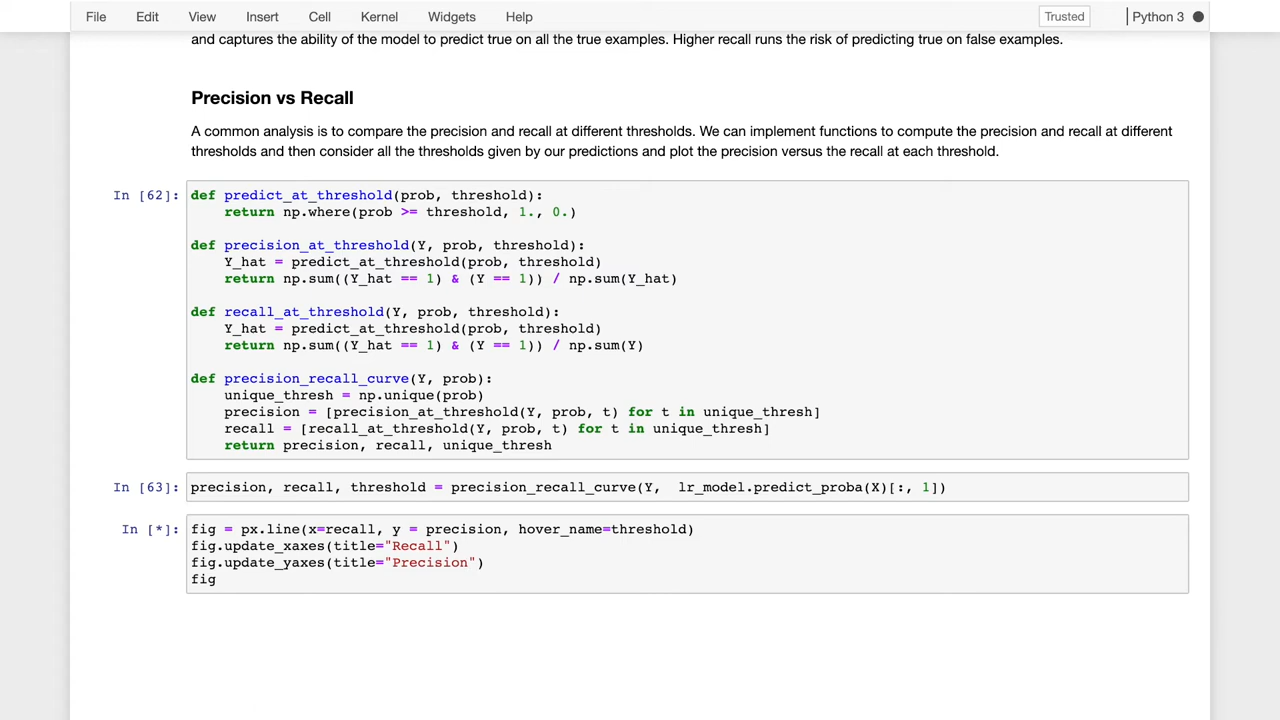 File Edit View Insert Cell Kernel Widgets Help Trusted Python 3
and captures the ability of the model to predict true on all the true examples. Higher recall runs the risk of predicting true on false examples.
Precision vs Recall
A common analysis is to compare the precision and recall at different thresholds. We can implement functions to compute the precision and recall at different
thresholds and then consider all the thresholds given by our predictions and plot the precision versus the recall at each threshold.
In [62]: def predict_at_threshold(prob, threshold):
    return np.where(prob >= threshold, 1., 0.)
def precision_at_threshold(Y, prob, threshold):
    Y_hat = predict_at_threshold(prob, threshold)
    return np.sum((Y_hat == 1) & (Y == 1)) / np.sum(Y_hat)
def recall_at_threshold(Y, prob, threshold):
    Y_hat = predict_at_threshold(prob, threshold)
    return np.sum((Y_hat == 1) & (Y == 1)) / np.sum(Y)
def precision_recall_curve(Y, prob):
    unique_thresh = np.unique(prob)
    precision = [precision_at_threshold(Y, prob, t) for t in unique_thresh]
    recall = [recall_at_threshold(Y, prob, t) for t in unique_thresh]
    return precision, recall, unique_thresh
In [63]: precision, recall, threshold = precision_recall_curve(Y,  lr_model.predict_proba(X)[:, 1])
In [*]: fig = px.line(x=recall, y = precision, hover_name=threshold)
fig.update_xaxes(title="Recall")
fig.update_yaxes(title="Precision")
fig